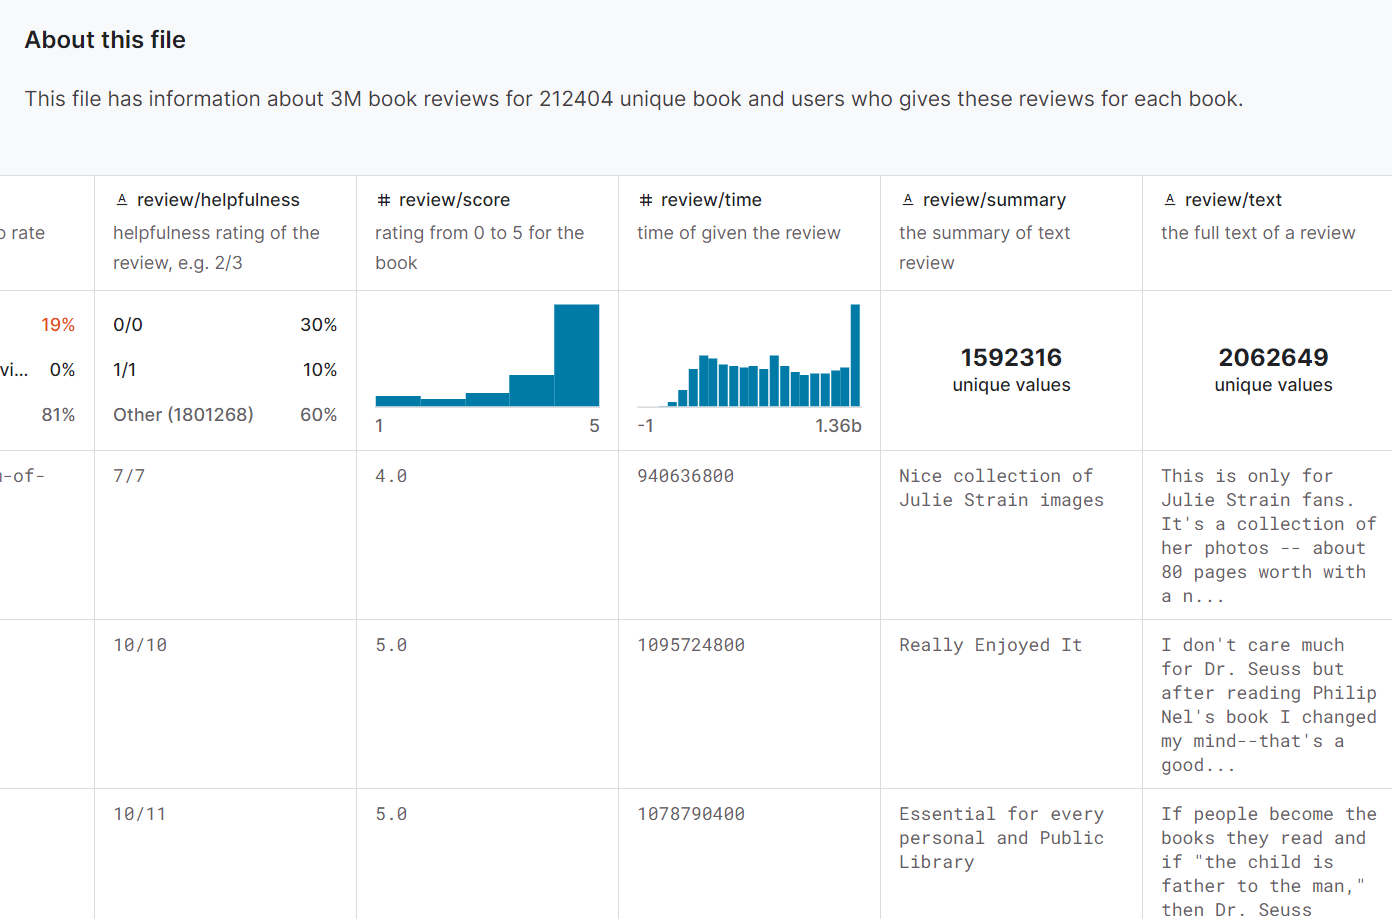 About this file
This file has information about 3M book reviews for 212404 unique book and users who gives these reviews for each book.
review/helpfulness
review/score
review/time
review/summary
review/text
o rate
helpfulness rating of the
review, e.g. 2/3
rating from 0 to 5 for the
book
time of given the review
the summary of text
review
the full text of a review
19%
vi... 0%
81%
0/0 30%
1/1 10%
Other (1801268) 60%
1 5
-1 1.36b
1592316
unique values
2062649
unique values
n-of-
7/7
4.0
940636800
Nice collection of
Julie Strain images
This is only for
Julie Strain fans.
It's a collection of
her photos -- about
80 pages worth with
a n...
10/10
5.0
1095724800
Really Enjoyed It
I don't care much
for Dr. Seuss but
after reading Philip
Nel's book I changed
my mind--that's a
good...
10/11
5.0
1078790400
Essential for every
personal and Public
Library
If people become the
books they read and
if "the child is
father to the man,"
then Dr. Seuss